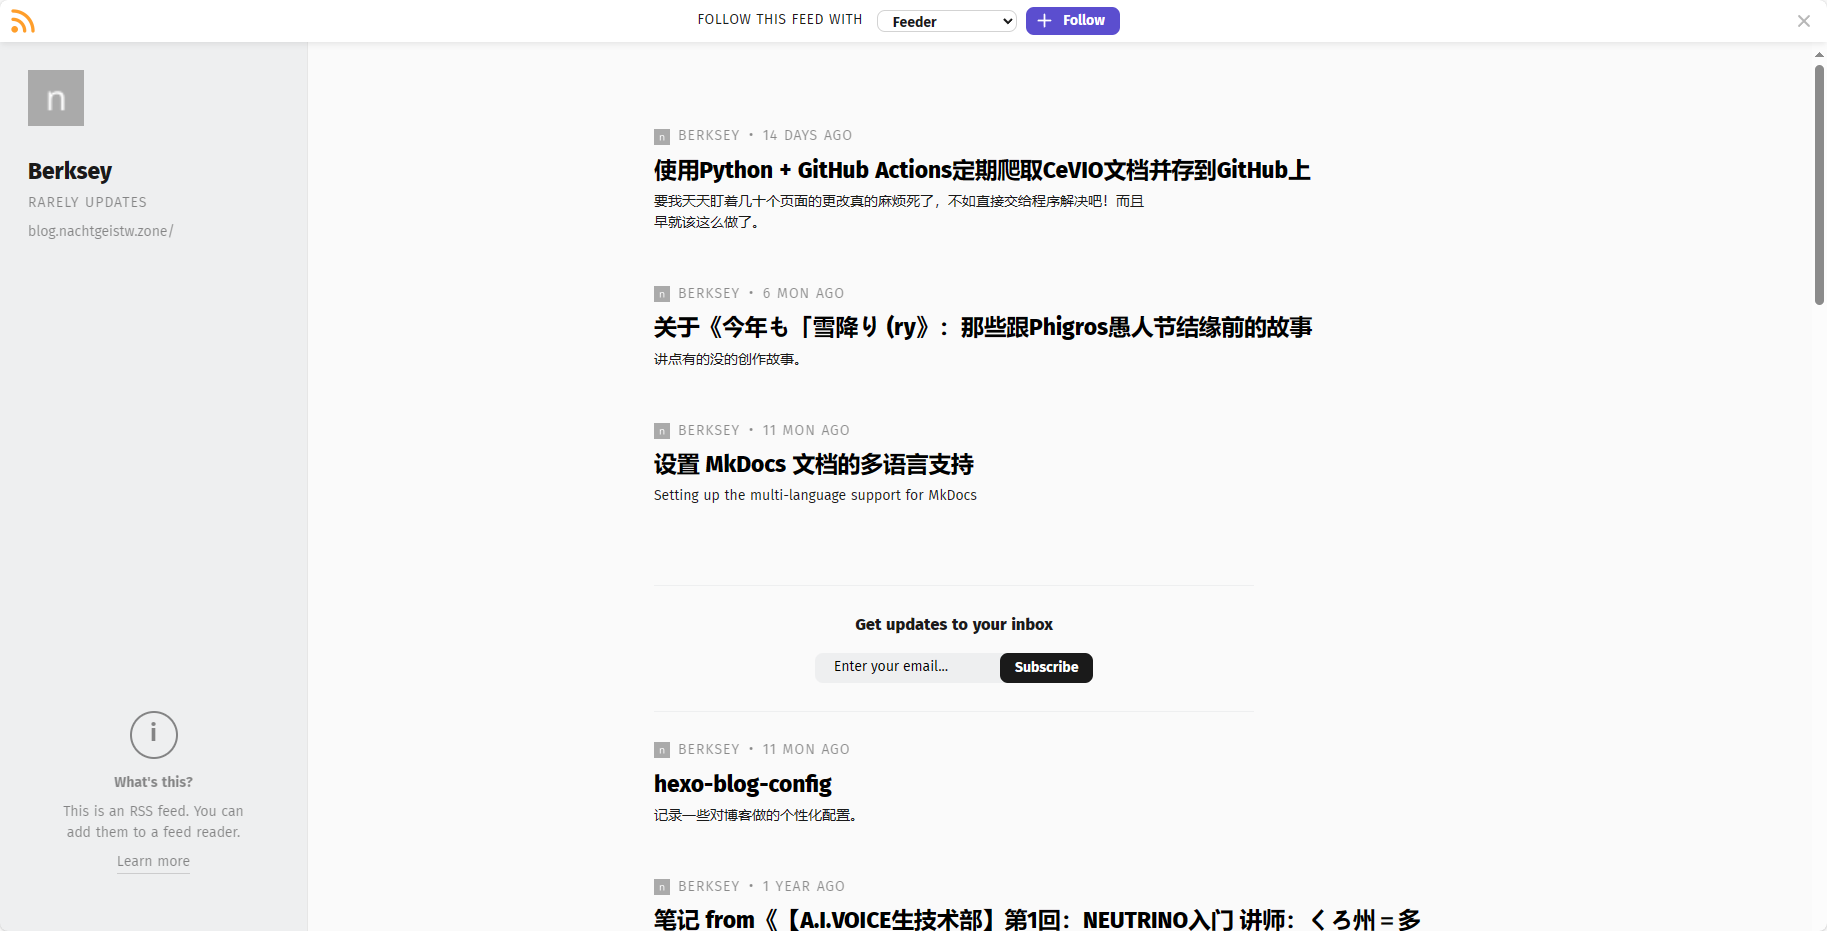 FOLLOW THIS FEED WITH Feeder Follow
n
Berksey
RARELY UPDATES
blog.nachtgeistw.zone/
What's this?
This is an RSS feed. You can
add them to a feed reader.
Learn more
n BERKSEY • 14 DAYS AGO
使用Python + GitHub Actions定期爬取CeVIO文档并存到GitHub上
要我天天盯着几十个页面的更改真的麻烦死了，不如直接交给程序解决吧！而且
早就该这么做了。
n BERKSEY • 6 MON AGO
关于《今年も「雪降り (ry》：那些跟Phigros愚人节结缘前的故事
讲点有的没的创作故事。
n BERKSEY • 11 MON AGO
设置 MkDocs 文档的多语言支持
Setting up the multi-language support for MkDocs
Get updates to your inbox
Enter your email... Subscribe
n BERKSEY • 11 MON AGO
hexo-blog-config
记录一些对博客做的个性化配置。
n BERKSEY • 1 YEAR AGO
笔记 from《【A.I.VOICE生技术部】第1回：NEUTRINO入门 讲师：くろ州＝多